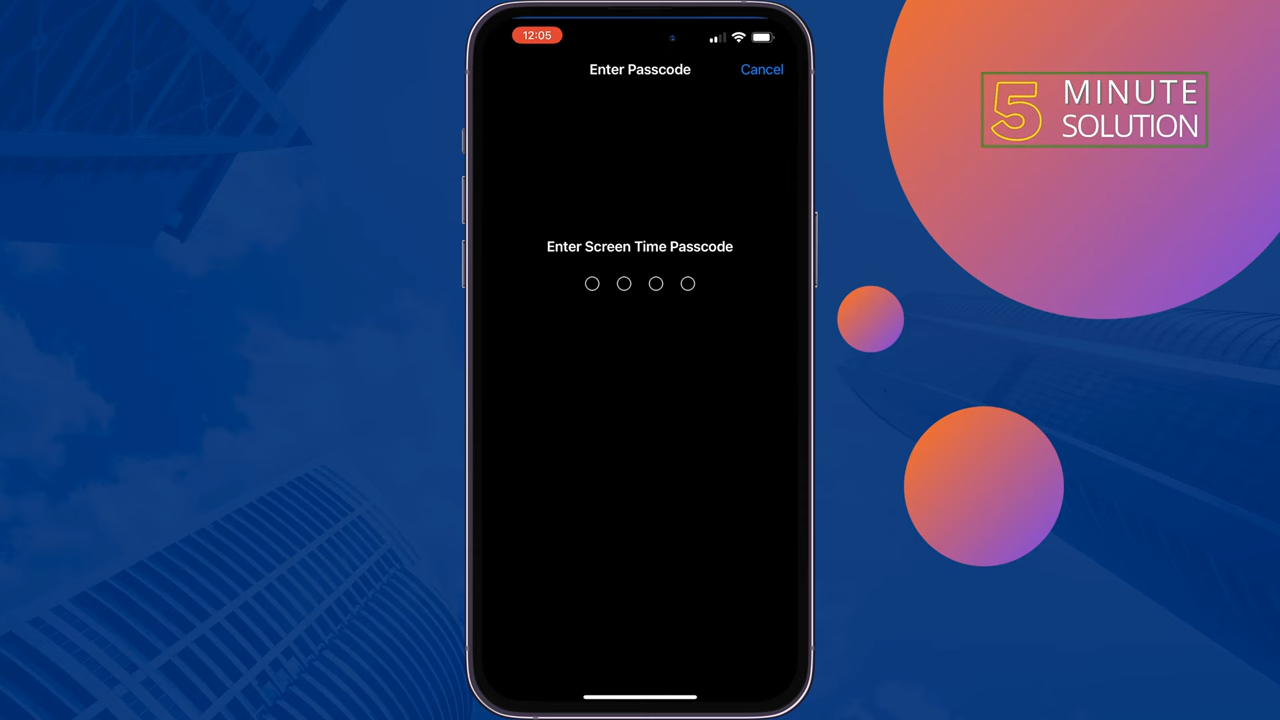 12:05
Enter Passcode
Cancel
Enter Screen Time Passcode
5 MINUTE
SOLUTION